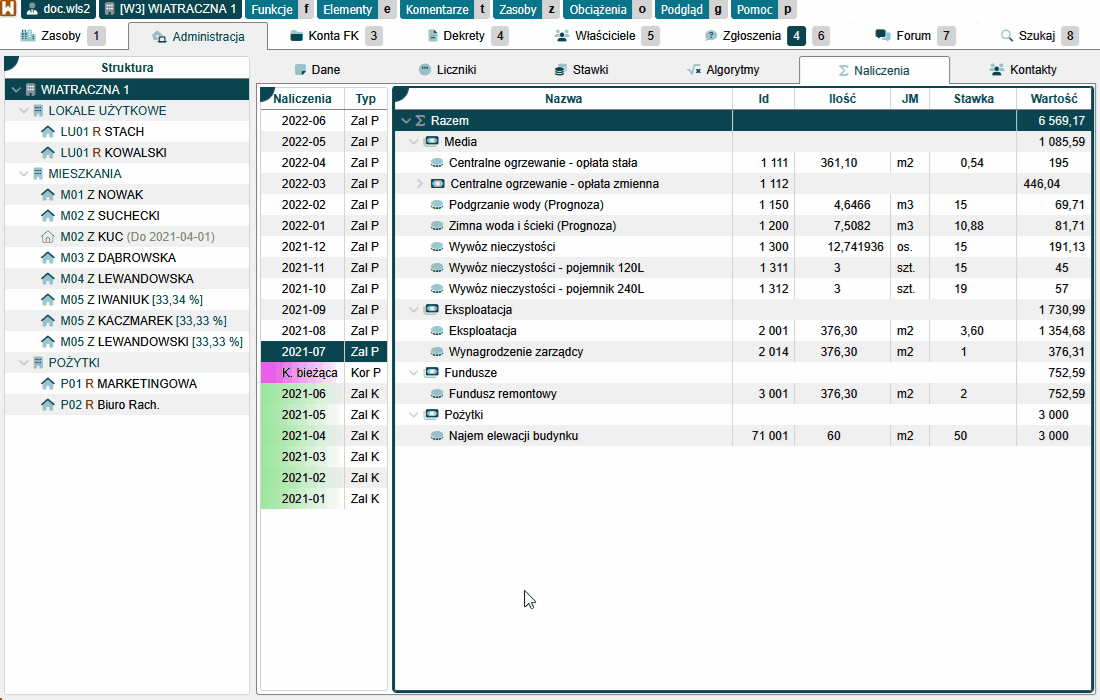 doc.wls2 [W3] WIATRACZNA 1 Funkcje f Elementy e Komentarze t Zasoby z Obciążenia o Podgląd g Pomoc p
Zasoby 1 Administracja Konta FK 3 Dekrety 4 Właściciele 5 Zgłoszenia 4 6 Forum 7 Szukaj 8
Struktura
WIATRACZNA 1
LOKALE UŻYTKOWE
LU01 R STACH
LU01 R KOWALSKI
MIESZKANIA
M01 Z NOWAK
M02 Z SUCHECKI
M02 Z KUC (Do 2021-04-01)
M03 Z DĄBROWSKA
M04 Z LEWANDOWSKA
M05 Z IWANIUK [33,34 %]
M05 Z KACZMAREK [33,33 %]
M05 Z LEWANDOWSKI [33,33 %]
POŻYTKI
P01 R MARKETINGOWA
P02 R Biuro Rach.
Dane Liczniki Stawki Algorytmy Naliczenia Kontakty
Naliczenia Typ
2022-06 Zal P
2022-05 Zal P
2022-04 Zal P
2022-03 Zal P
2022-02 Zal P
2022-01 Zal P
2021-12 Zal P
2021-11 Zal P
2021-10 Zal P
2021-09 Zal P
2021-08 Zal P
2021-07 Zal P
K. bieżąca Kor P
2021-06 Zal K
2021-05 Zal K
2021-04 Zal K
2021-03 Zal K
2021-02 Zal K
2021-01 Zal K
Nazwa Id Ilość JM Stawka Wartość
Σ Razem 6 569,17
Media 1 085,59
Centralne ogrzewanie - opłata stała 1 111 361,10 m2 0,54 195
Centralne ogrzewanie - opłata zmienna 1 112 446,04
Podgrzanie wody (Prognoza) 1 150 4,6466 m3 15 69,71
Zimna woda i ścieki (Prognoza) 1 200 7,5082 m3 10,88 81,71
Wywóz nieczystości 1 300 12,741936 os. 15 191,13
Wywóz nieczystości - pojemnik 120L 1 311 3 szt. 15 45
Wywóz nieczystości - pojemnik 240L 1 312 3 szt. 19 57
Eksploatacja 1 730,99
Eksploatacja 2 001 376,30 m2 3,60 1 354,68
Wynagrodzenie zarządcy 2 014 376,30 m2 1 376,31
Fundusze 752,59
Fundusz remontowy 3 001 376,30 m2 2 752,59
Pożytki 3 000
Najem elewacji budynku 71 001 60 m2 50 3 000